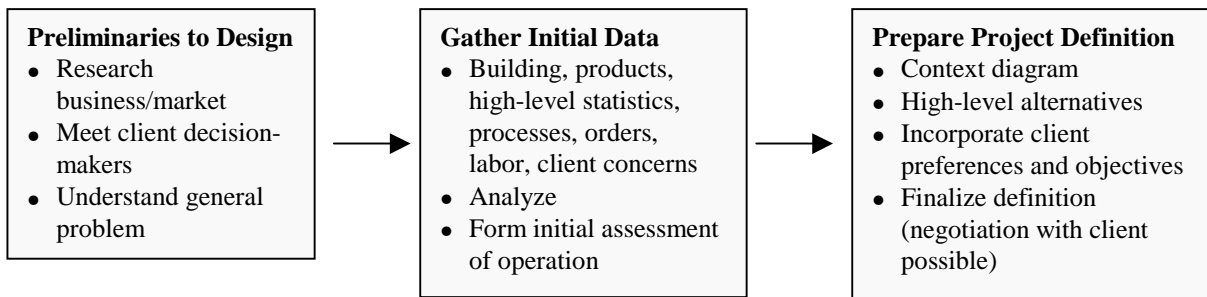 Preliminaries to Design
● Research
business/market
● Meet client decision-
makers
● Understand general
problem
Gather Initial Data
● Building, products,
high-level statistics,
processes, orders,
labor, client concerns
● Analyze
● Form initial assessment
of operation
Prepare Project Definition
● Context diagram
● High-level alternatives
● Incorporate client
preferences and objectives
● Finalize definition
(negotiation with client
possible)